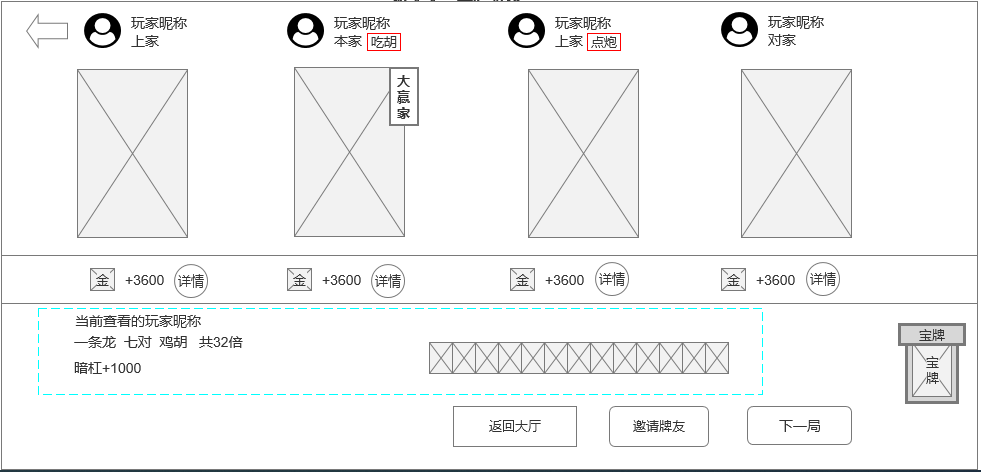 玩家昵称
上家
玩家昵称
本家 吃胡
玩家昵称
上家 点炮
玩家昵称
对家
大
赢
家
金 +3600 详情
金 +3600 详情
金 +3600 详情
金 +3600 详情
当前查看的玩家昵称
一条龙 七对 鸡胡 共32倍
暗杠+1000
宝牌
宝
牌
返回大厅
邀请牌友
下一局